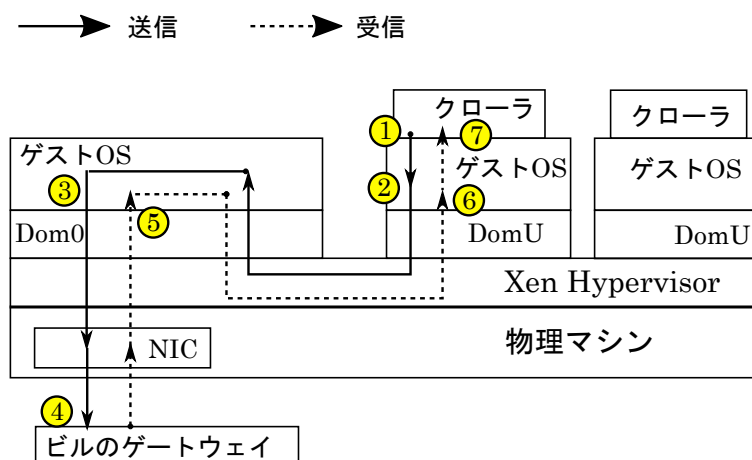 送信
受信
クローラ
クローラ
①
⑦
ゲストOS
ゲストOS
ゲストOS
③
②
⑤
⑥
Dom0
DomU
DomU
Xen Hypervisor
NIC
物理マシン
④
ビルのゲートウェイ